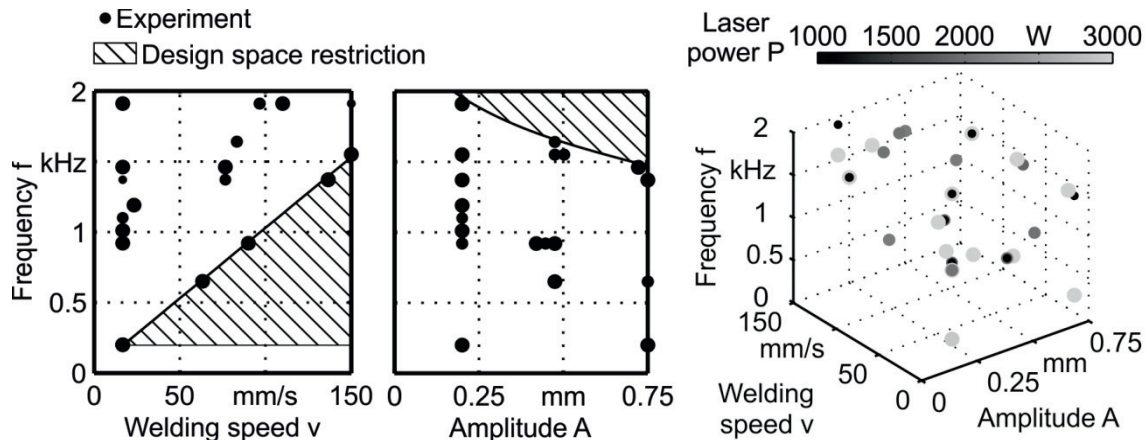 Experiment
Design space restriction
Frequency f
2
kHz
1
0.5
0
0 50 mm/s 150
Welding speed v
0 0.25 mm 0.75
Amplitude A
Laser
power P
1000 1500 2000 W 3000
Frequency f
2
kHz
1
0.5
0
150
mm/s
50
0
Welding
speed v
0
0.25
mm
0.75
Amplitude A